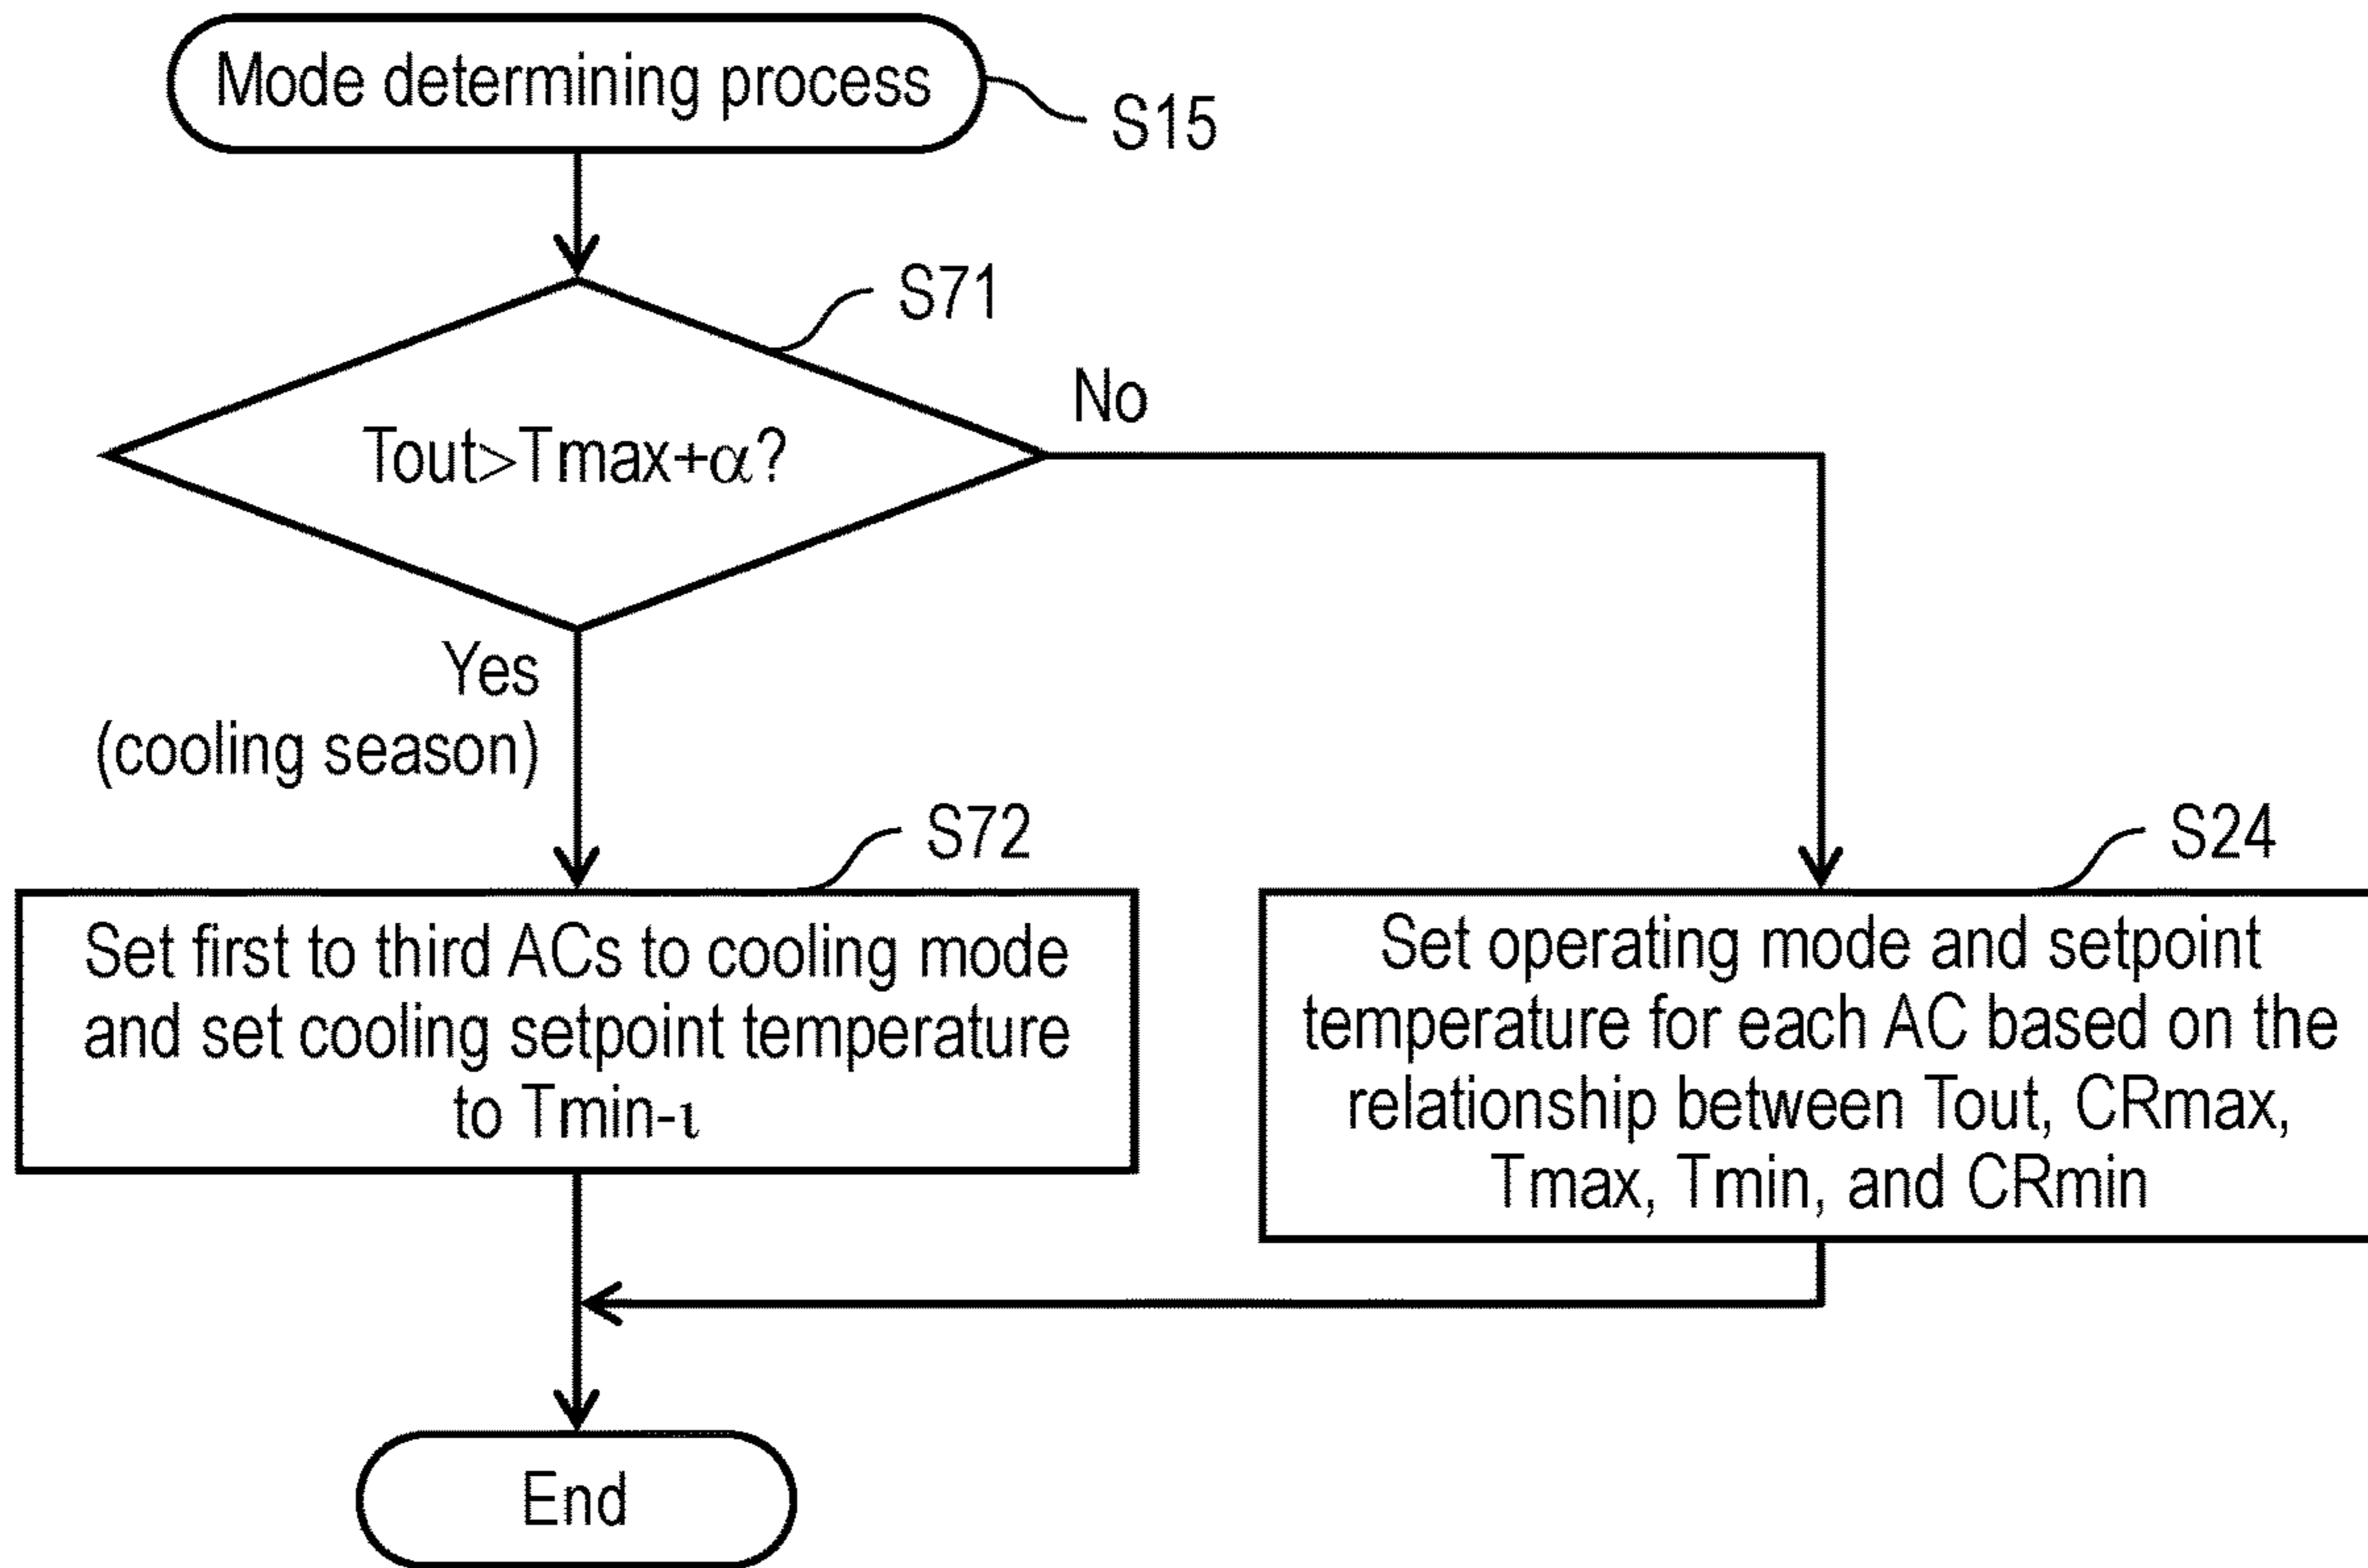 Mode determining process
S15
S71
Tout>Tmax+α?
No
Yes
(cooling season)
S72
Set first to third ACs to cooling mode
and set cooling setpoint temperature
to Tmin-ι
S24
Set operating mode and setpoint
temperature for each AC based on the
relationship between Tout, CRmax,
Tmax, Tmin, and CRmin
End